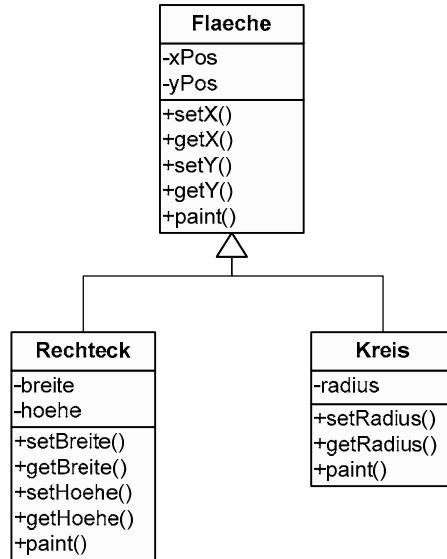 Flaeche
-xPos
-yPos
+setX()
+getX()
+setY()
+getY()
+paint()
Rechteck
-breite
-hoehe
+setBreite()
+getBreite()
+setHoehe()
+getHoehe()
+paint()
Kreis
-radius
+setRadius()
+getRadius()
+paint()